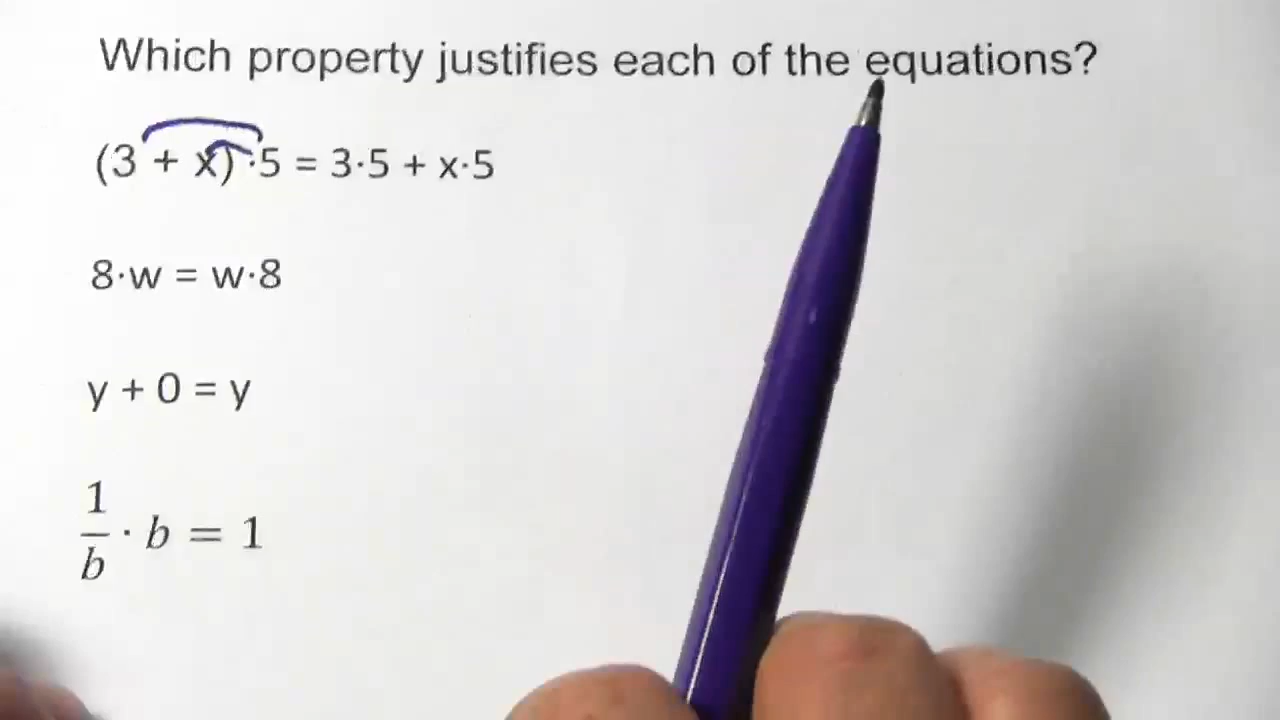 Which property justifies each of the equations?
(3 + x) ·5 = 3·5 + x·5
8·w = w·8
y + 0 = y
1/b · b = 1